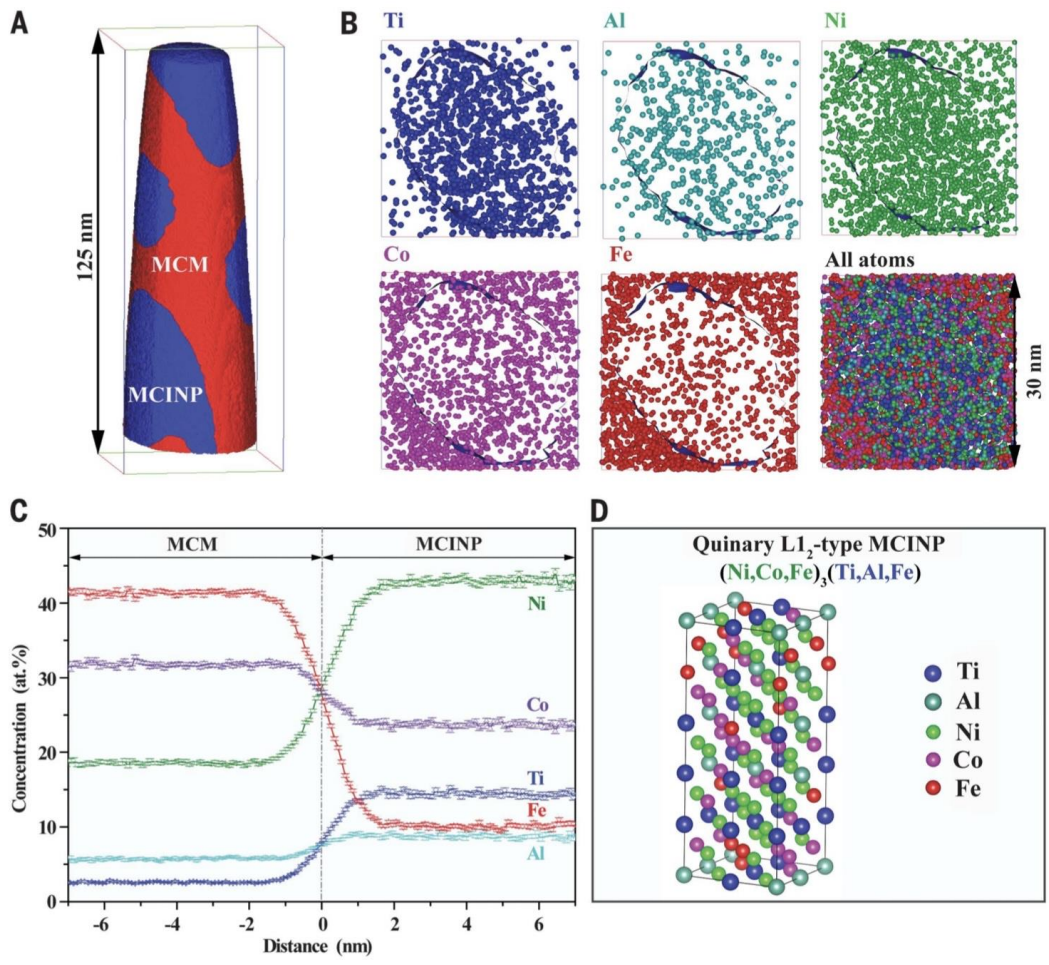 A
125 nm
MCM
MCINP
B
Ti
Al
Ni
Co
Fe
All atoms
30 nm
C
50
40
30
20
10
0
Concentration (at.%)
MCM
MCINP
Ni
Co
Ti
Fe
Al
-6
-4
-2
0
2
4
6
Distance (nm)
D
Quinary L1₂-type MCINP
(Ni,Co,Fe)₃(Ti,Al,Fe)
Ti
Al
Ni
Co
Fe